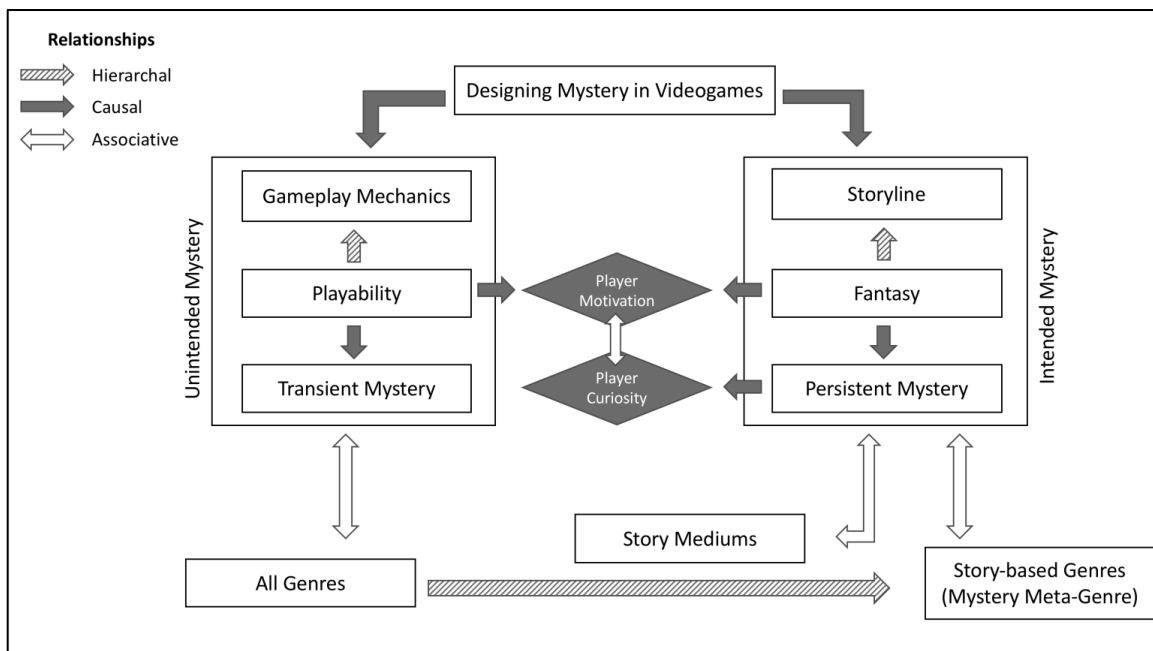 Relationships
Hierarchal
Causal
Associative
Designing Mystery in Videogames
Unintended Mystery
Gameplay Mechanics
Playability
Transient Mystery
Player
Motivation
Player
Curiosity
Storyline
Fantasy
Persistent Mystery
Intended Mystery
Story Mediums
All Genres
Story-based Genres
(Mystery Meta-Genre)